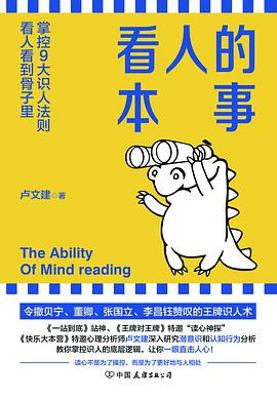 看人的
本事
掌控9大识人法则
看人看到骨子里
卢文建 著
The Ability
Of Mind reading
令撒贝宁、董卿、张国立、李昌钰赞叹的王牌识人术
《一站到底》站神、《王牌对王牌》特邀“读心神探”
《快乐大本营》特邀心理分析师卢文建深入研究潜意识和认知行为分析
教你掌控识人的底层逻辑，让你一眼直击人心！
读心不是为了操控，而是为了更好地与人相处
中国友谊出版公司